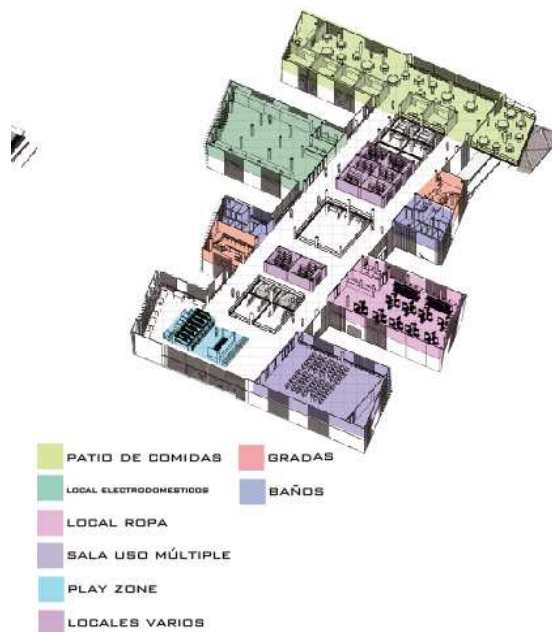 PATIO DE COMIDAS
GRADAS
LOCAL ELECTRODOMESTICOS
BAÑOS
LOCAL ROPA
SALA USO MÚLTIPLE
PLAY ZONE
LOCALES VARIOS